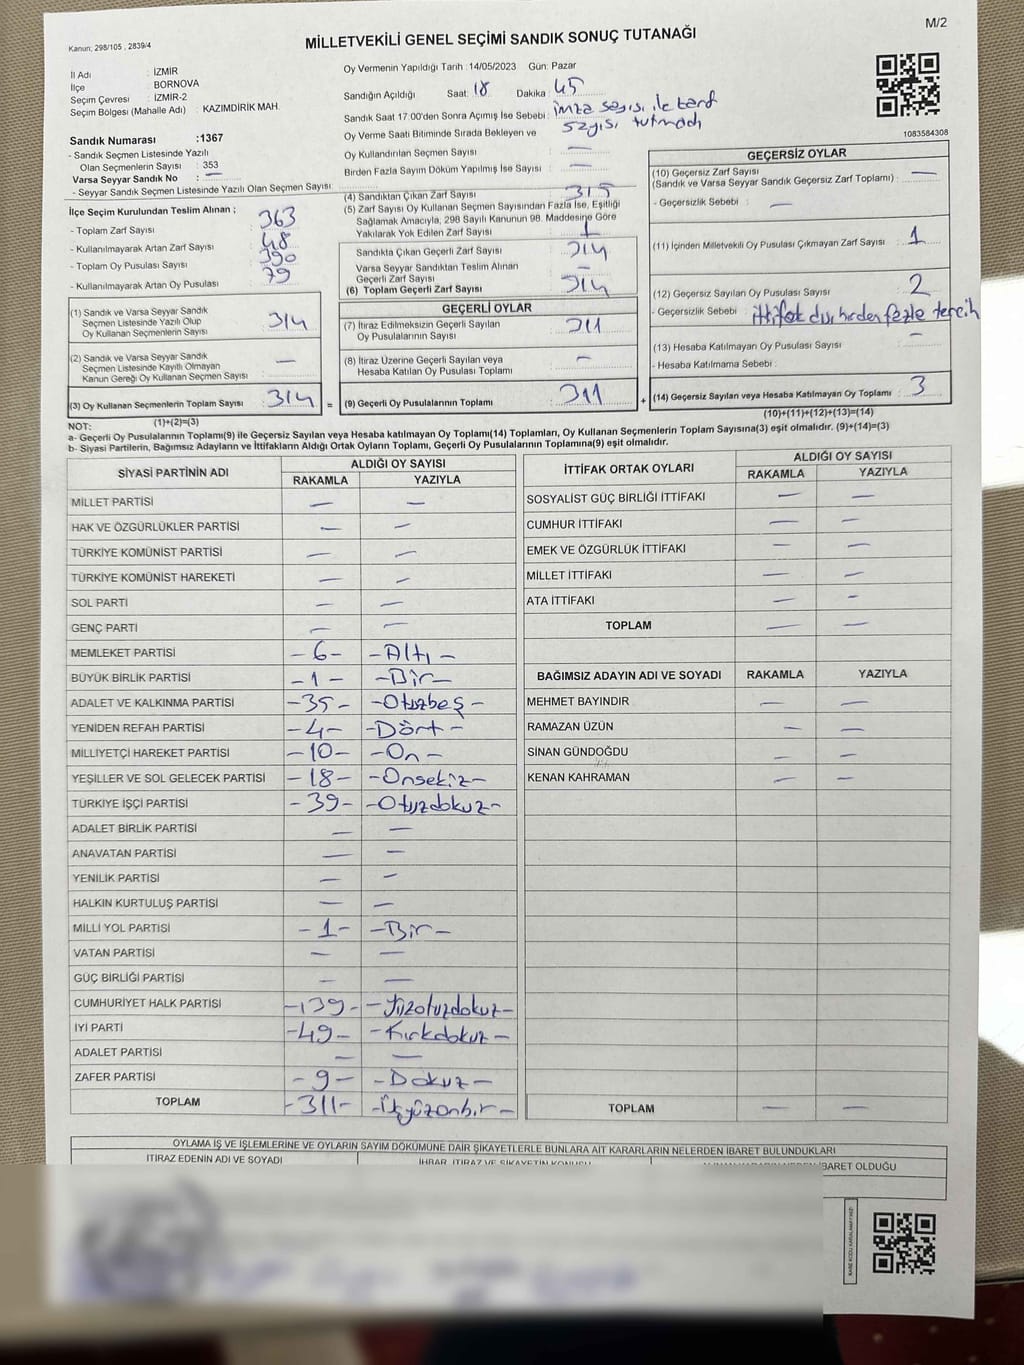 M/2
Kanun; 298/105 , 2839/4
MİLLETVEKİLİ GENEL SEÇİMİ SANDIK SONUÇ TUTANAĞI
İl Adı : İZMİR
İlçe : BORNOVA
Seçim Çevresi : İZMİR-2
Seçim Bölgesi (Mahalle Adı) : KAZIMDİRİK MAH.
Oy Vermenin Yapıldığı Tarih :14/05/2023 Gün: Pazar
Sandığın Açıldığı Saat: 18 Dakika : 45
Sandık Saat 17.00'den Sonra Açımış İse Sebebi : imza sayısı ile zarf
sayısı tutmadı
Oy Verme Saati Bitiminde Sırada Bekleyen ve
Oy Kullandırılan Seçmen Sayısı : —
Birden Fazla Sayım Döküm Yapılmış İse Sayısı : —
1083584308
Sandık Numarası :1367
- Sandık Seçmen Listesinde Yazılı
Olan Seçmenlerin Sayısı : 353
Varsa Seyyar Sandık No : —
- Seyyar Sandık Seçmen Listesinde Yazılı Olan Seçmen Sayısı:
İlçe Seçim Kurulundan Teslim Alınan ;
- Toplam Zarf Sayısı : 363
- Kullanılmayarak Artan Zarf Sayısı : 48
- Toplam Oy Pusulası Sayısı : 390
- Kullanılmayarak Artan Oy Pusulası : 79
(1) Sandık ve Varsa Seyyar Sandık
Seçmen Listesinde Yazılı Olup
Oy Kullanan Seçmenlerin Sayısı : 314
(2) Sandık ve Varsa Seyyar Sandık
Seçmen Listesinde Kayıtlı Olmayan
Kanun Gereği Oy Kullanan Seçmen Sayısı : —
(3) Oy Kullanan Seçmenlerin Toplam Sayısı : 314
(1)+(2)=(3)
(4) Sandıktan Çıkan Zarf Sayısı : 315
(5) Zarf Sayısı Oy Kullanan Seçmen Sayısından Fazla İse, Eşitliği
Sağlamak Amacıyla, 298 Sayılı Kanunun 98. Maddesine Göre
Yakılarak Yok Edilen Zarf Sayısı : 1
Sandıkta Çıkan Geçerli Zarf Sayısı : 314
Varsa Seyyar Sandıktan Teslim Alınan
Geçerli Zarf Sayısı : —
(6) Toplam Geçerli Zarf Sayısı : 314
GEÇERLİ OYLAR
(7) İtiraz Edilmeksizin Geçerli Sayılan
Oy Pusulalarının Sayısı : 311
(8) İtiraz Üzerine Geçerli Sayılan veya
Hesaba Katılan Oy Pusulası Toplamı : —
= (9) Geçerli Oy Pusulalarının Toplamı : 311
GEÇERSİZ OYLAR
(10) Geçersiz Zarf Sayısı
(Sandık ve Varsa Seyyar Sandık Geçersiz Zarf Toplamı) : —
- Geçersizlik Sebebi : —
(11) İçinden Milletvekili Oy Pusulası Çıkmayan Zarf Sayısı : 1
(12) Geçersiz Sayılan Oy Pusulası Sayısı : 2
- Geçersizlik Sebebi : ittifak dışı birden fazla tercih
(13) Hesaba Katılmayan Oy Pusulası Sayısı : —
- Hesaba Katılmama Sebebi :
+ (14) Geçersiz Sayılan veya Hesaba Katılmayan Oy Toplamı : 3
(10)+(11)+(12)+(13)=(14)
NOT:
a- Geçerli Oy Pusulalarının Toplamı(9) ile Geçersiz Sayılan veya Hesaba katılmayan Oy Toplamı(14) Toplamları, Oy Kullanan Seçmenlerin Toplam Sayısına(3) eşit olmalıdır. (9)+(14)=(3)
b- Siyasi Partilerin, Bağımsız Adayların ve İttifakların Aldığı Ortak Oyların Toplamı, Geçerli Oy Pusulalarının Toplamına(9) eşit olmalıdır.
SİYASİ PARTİNİN ADI ALDIĞI OY SAYISI
RAKAMLA YAZIYLA
MİLLET PARTİSİ — —
HAK VE ÖZGÜRLÜKLER PARTİSİ — —
TÜRKİYE KOMÜNİST PARTİSİ — —
TÜRKİYE KOMÜNİST HAREKETİ — —
SOL PARTİ — —
GENÇ PARTİ — —
MEMLEKET PARTİSİ -6- -Altı-
BÜYÜK BİRLİK PARTİSİ -1- -Bir-
ADALET VE KALKINMA PARTİSİ -35- -Otuzbeş-
YENİDEN REFAH PARTİSİ -4- -Dört-
MİLLİYETÇİ HAREKET PARTİSİ -10- -On-
YEŞİLLER VE SOL GELECEK PARTİSİ -18- -Onsekiz-
TÜRKİYE İŞÇİ PARTİSİ -39- -Otuzdokuz-
ADALET BİRLİK PARTİSİ — —
ANAVATAN PARTİSİ — —
YENİLİK PARTİSİ — —
HALKIN KURTULUŞ PARTİSİ — —
MİLLİ YOL PARTİSİ -1- -Bir-
VATAN PARTİSİ — —
GÜÇ BİRLİĞİ PARTİSİ — —
CUMHURİYET HALK PARTİSİ -139- -Yüzotuzdokuz-
İYİ PARTİ -49- -Kırkdokuz-
ADALET PARTİSİ — —
ZAFER PARTİSİ -9- -Dokuz-
TOPLAM -311- -Üçyüzonbir-
İTTİFAK ORTAK OYLARI ALDIĞI OY SAYISI
RAKAMLA YAZIYLA
SOSYALİST GÜÇ BİRLİĞİ İTTİFAKI — —
CUMHUR İTTİFAKI — —
EMEK VE ÖZGÜRLÜK İTTİFAKI — —
MİLLET İTTİFAKI — —
ATA İTTİFAKI — —
TOPLAM — —
BAĞIMSIZ ADAYIN ADI VE SOYADI RAKAMLA YAZIYLA
MEHMET BAYINDIR — —
RAMAZAN ÜZÜN — —
SİNAN GÜNDOĞDU — —
KENAN KAHRAMAN — —
TOPLAM — —
OYLAMA İŞ VE İŞLEMLERİNE VE OYLARIN SAYIM DÖKÜMÜNE DAİR ŞİKAYETLERLE BUNLARA AİT KARARLARIN NELERDEN İBARET BULUNDUKLARI
İTİRAZ EDENİN ADI VE SOYADI İHBAR, İTİRAZ VE ŞİKAYETİN KONUSU İBARET OLDUĞU